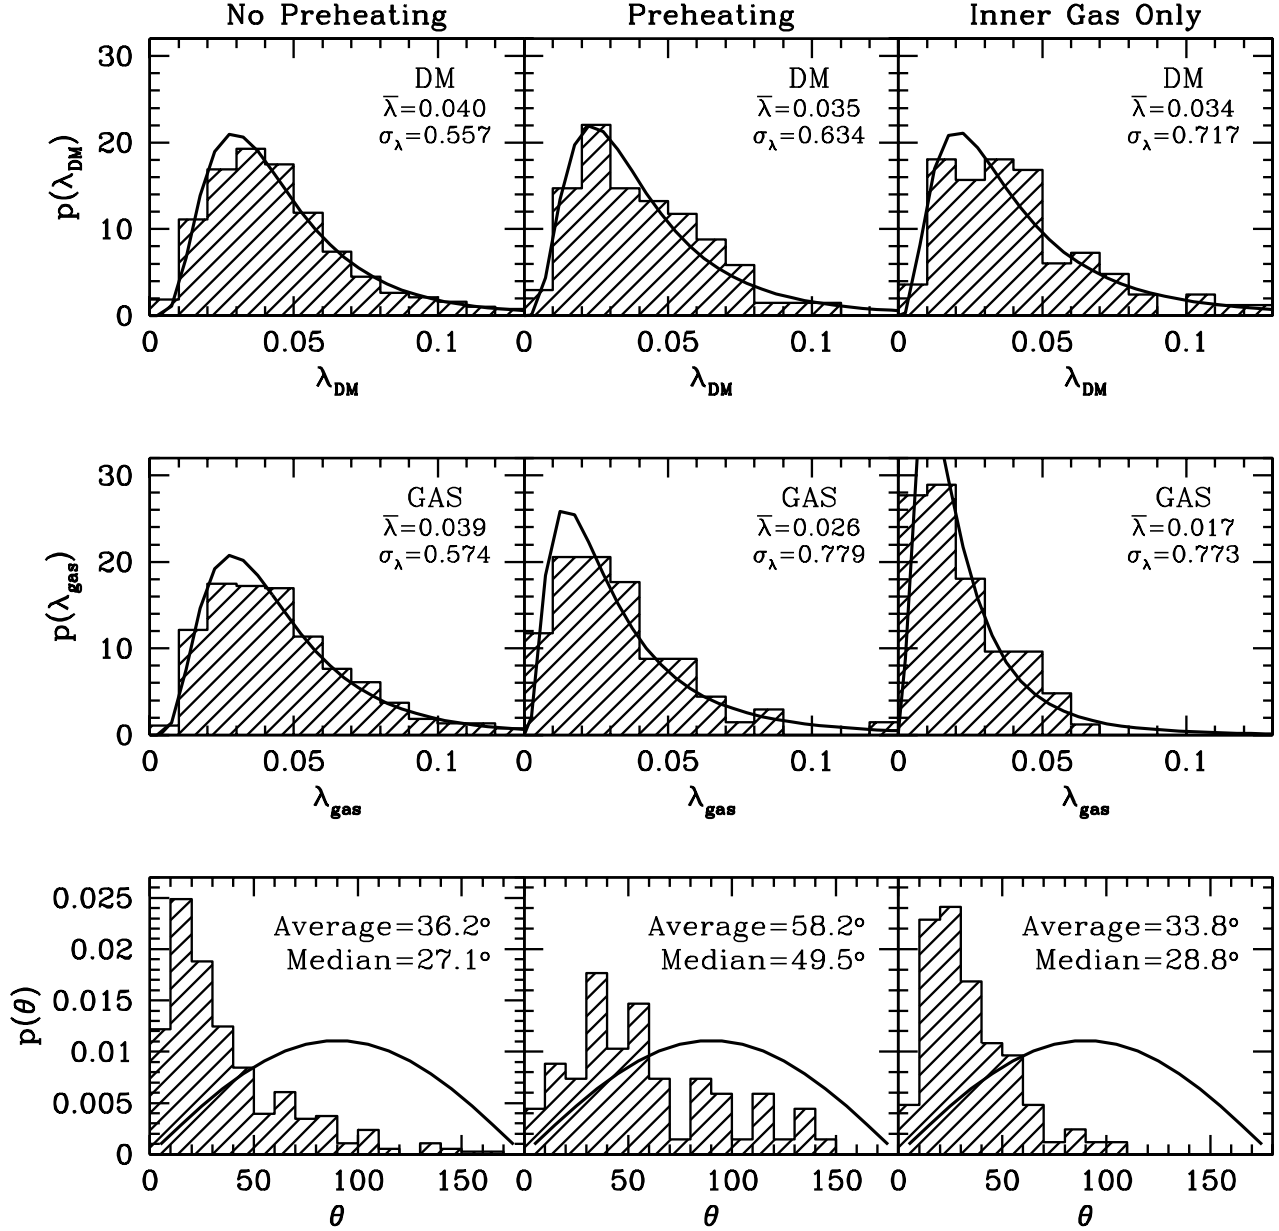 No Preheating
Preheating
Inner Gas Only
p(λDM)
30
20
10
0
DM
λ̅=0.040
σλ=0.557
DM
λ̅=0.035
σλ=0.634
DM
λ̅=0.034
σλ=0.717
0 0.05 0.1
0 0.05 0.1
0 0.05 0.1
λDM
λDM
λDM
p(λgas)
30
20
10
0
GAS
λ̅=0.039
σλ=0.574
GAS
λ̅=0.026
σλ=0.779
GAS
λ̅=0.017
σλ=0.773
0 0.05 0.1
0 0.05 0.1
0 0.05 0.1
λgas
λgas
λgas
p(θ)
0.025
0.02
0.015
0.01
0.005
0
Average=36.2°
Median=27.1°
Average=58.2°
Median=49.5°
Average=33.8°
Median=28.8°
0 50 100 150
0 50 100 150
0 50 100 150
θ
θ
θ